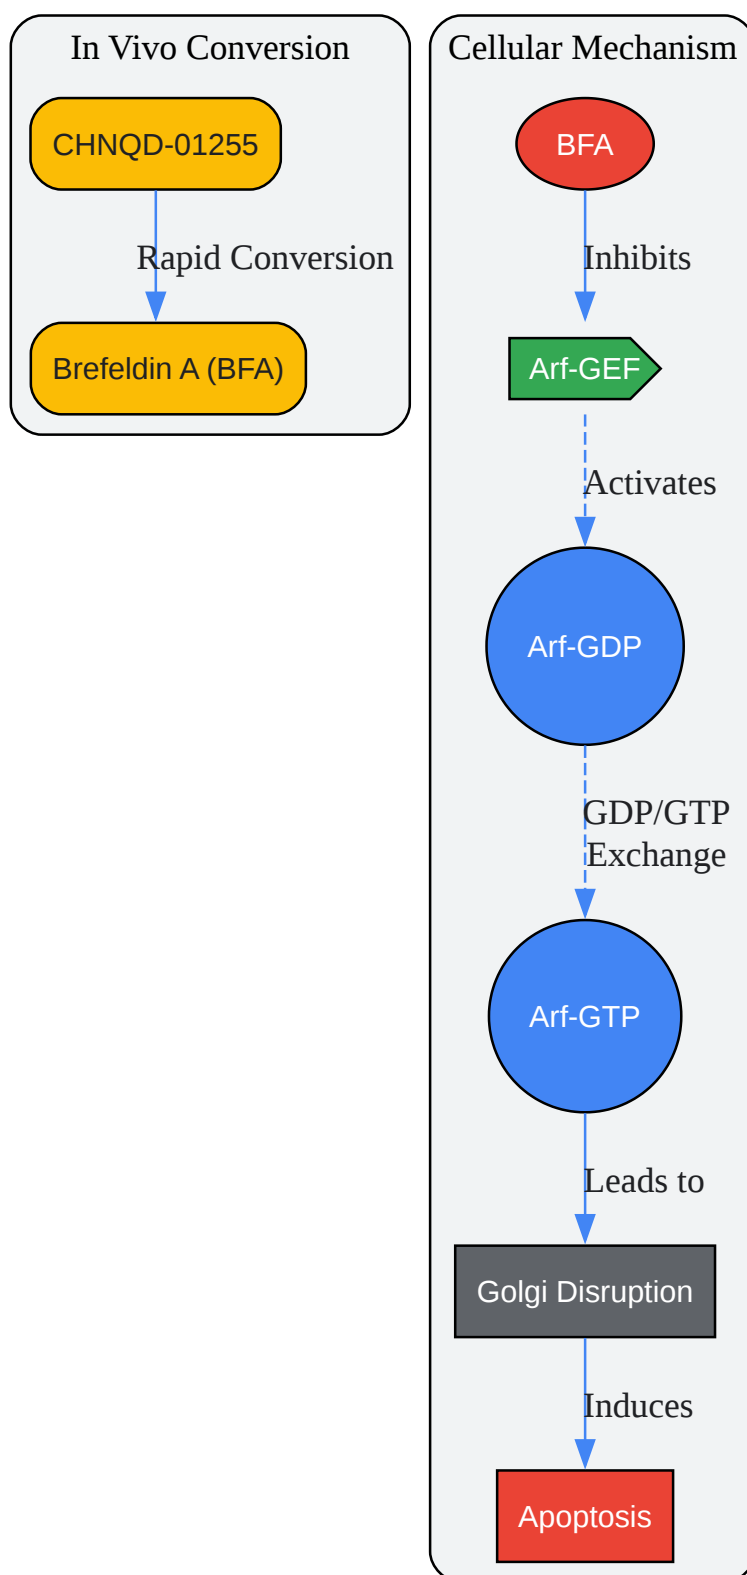 In Vivo Conversion
CHNQD-01255
Rapid Conversion
Brefeldin A (BFA)
Cellular Mechanism
BFA
Inhibits
Arf-GEF
Activates
Arf-GDP
GDP/GTP
Exchange
Arf-GTP
Leads to
Golgi Disruption
Induces
Apoptosis